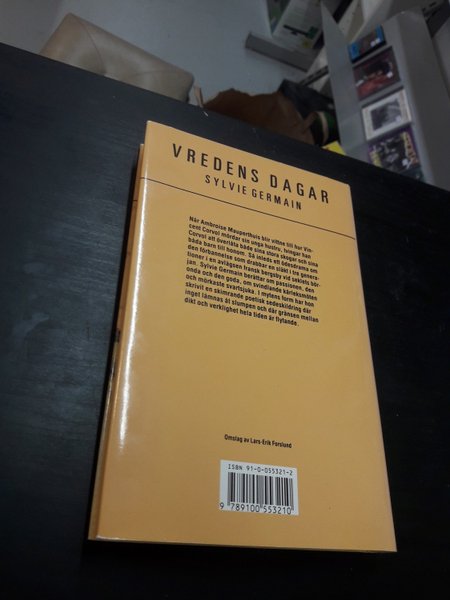 VREDENS DAGAR
SYLVIE GERMAIN
När Ambroise Mauperthuis blir vittne till hur Vin-
cent Corvol mördar sin unga hustru, tvingar han
Corvol att överlåta både sina stora skogar och sina
båda barn till honom. Så inleds ett ödesdrama om
den förbannelse som drabbar en släkt i tre genera-
tioner i en avlägsen fransk bergsby vid seklets bör-
jan. Sylvie Germain berättar om passionen, den
onda och den goda, om svindlande kärleksmöten
och mörkaste svartsjuka. I mytens form har hon
skrivit en skimrande poetisk sedeskildring där
inget lämnas åt slumpen och där gränsen mellan
dikt och verklighet hela tiden är flytande.
Omslag av Lars-Erik Forslund
ISBN 91-0-055321-2
9 789100 553210